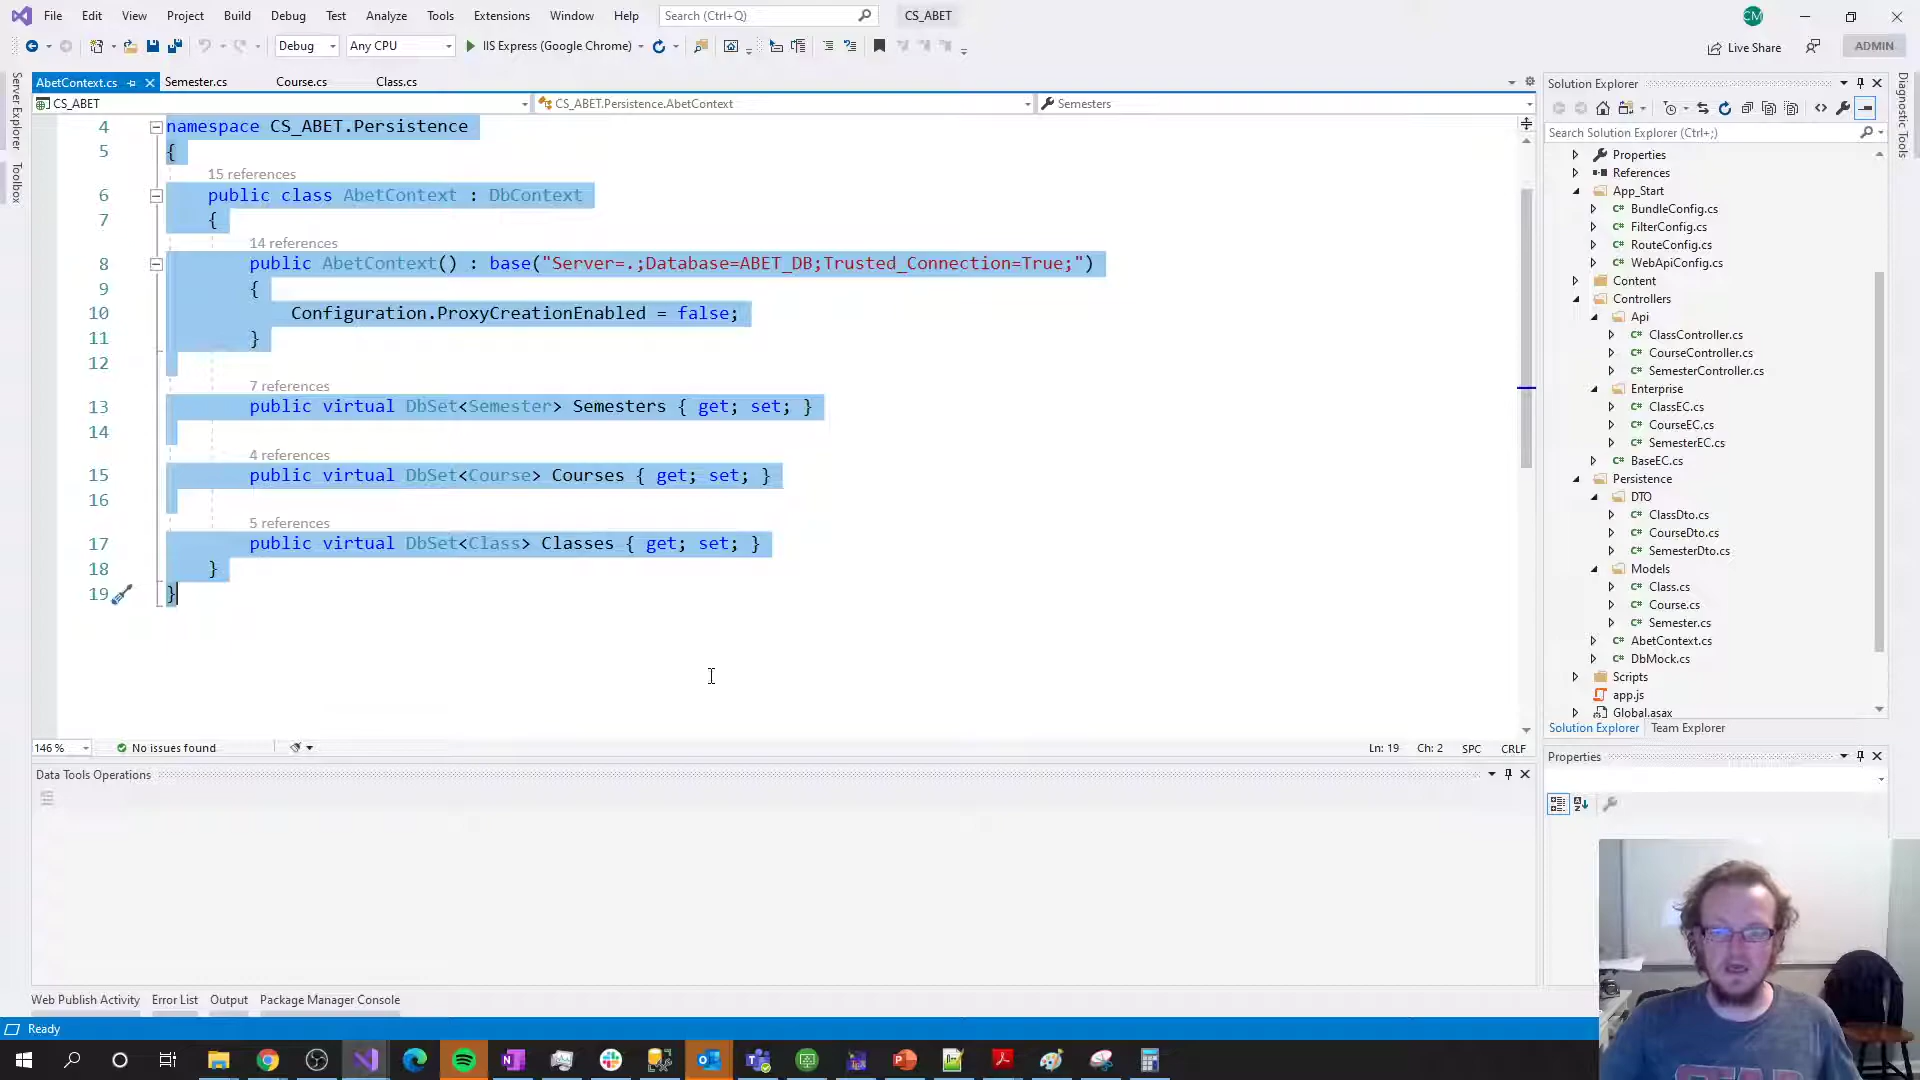 File Edit View Project Build Debug Test Analyze Tools Extensions Window Help Search (Ctrl+Q) CS_ABET CM
Debug Any CPU IIS Express (Google Chrome) Live Share ADMIN
AbetContext.cs Semester.cs Course.cs Class.cs
CS_ABET CS_ABET.Persistence.AbetContext Semesters
Server Explorer
Toolbox
4 namespace CS_ABET.Persistence
5 {
15 references
6 public class AbetContext : DbContext
7 {
14 references
8 public AbetContext() : base("Server=.;Database=ABET_DB;Trusted_Connection=True;")
9 {
10 Configuration.ProxyCreationEnabled = false;
11 }
12
7 references
13 public virtual DbSet<Semester> Semesters { get; set; }
14
4 references
15 public virtual DbSet<Course> Courses { get; set; }
16
5 references
17 public virtual DbSet<Class> Classes { get; set; }
18 }
19 }
146 % No issues found Ln: 19 Ch: 2 SPC CRLF
Data Tools Operations
Web Publish Activity Error List Output Package Manager Console
Ready
Solution Explorer
Search Solution Explorer (Ctrl+;)
Properties
References
App_Start
C# BundleConfig.cs
C# FilterConfig.cs
C# RouteConfig.cs
C# WebApiConfig.cs
Content
Controllers
Api
C# ClassController.cs
C# CourseController.cs
C# SemesterController.cs
Enterprise
C# ClassEC.cs
C# CourseEC.cs
C# SemesterEC.cs
C# BaseEC.cs
Persistence
DTO
C# ClassDto.cs
C# CourseDto.cs
C# SemesterDto.cs
Models
C# Class.cs
C# Course.cs
C# Semester.cs
C# AbetContext.cs
C# DbMock.cs
Scripts
app.js
Global.asax
Solution Explorer Team Explorer
Properties
Diagnostic Tools